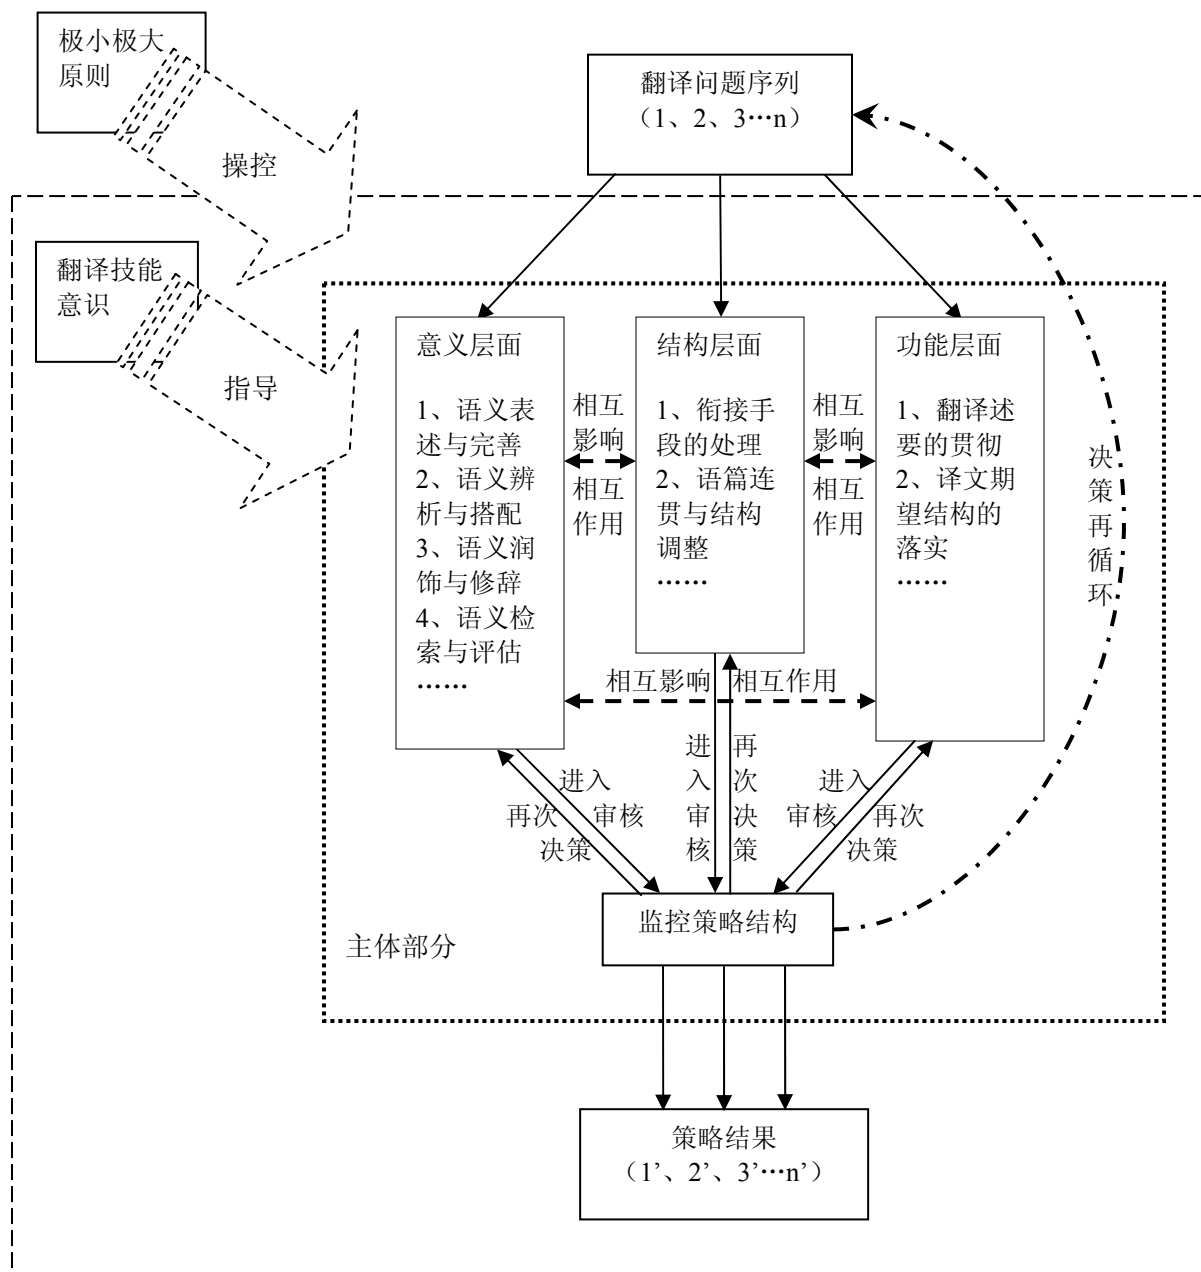 极小极大
原则
操控
翻译问题序列
（1、2、3…n）
翻译技能
意识
指导
意义层面
1、语义表
述与完善
2、语义辨
析与搭配
3、语义润
饰与修辞
4、语义检
索与评估
……
相互
影响
相互
作用
结构层面
1、衔接手
段的处理
2、语篇连
贯与结构
调整
……
相互
影响
相互
作用
功能层面
1、翻译述
要的贯彻
2、译文期
望结构的
落实
……
决策再循环
相互影响
相互作用
进入
审核
再次
决策
进入审核
再次决策
进入
审核
再次
决策
监控策略结构
主体部分
策略结果
（1’、2’、3’…n’）